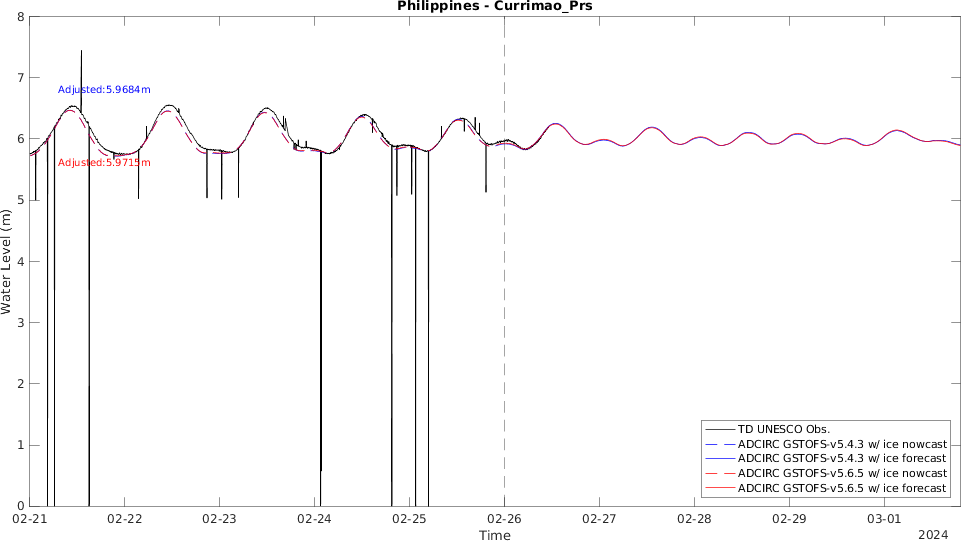 Philippines - Currimao_Prs
8
7
6
5
4
3
2
1
0
Water Level (m)
Adjusted:5.9684m
Adjusted:5.9715m
TD UNESCO Obs.
ADCIRC GSTOFS-v5.4.3 w/ ice nowcast
ADCIRC GSTOFS-v5.4.3 w/ ice forecast
ADCIRC GSTOFS-v5.6.5 w/ ice nowcast
ADCIRC GSTOFS-v5.6.5 w/ ice forecast
02-21 02-22 02-23 02-24 02-25 02-26 02-27 02-28 02-29 03-01
Time
2024